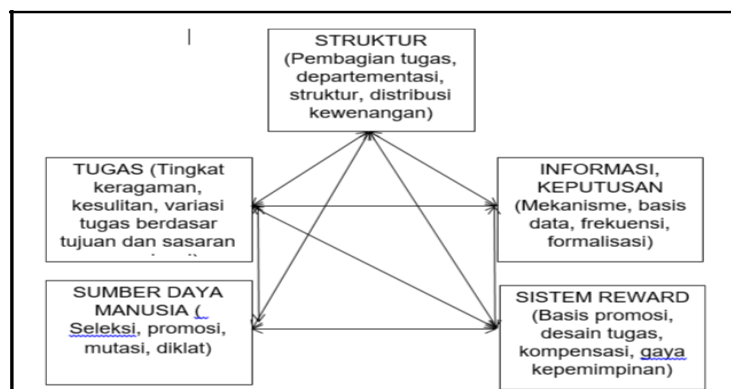 STRUKTUR
(Pembagian tugas,
departementasi,
struktur, distribusi
kewenangan)
TUGAS (Tingkat
keragaman,
kesulitan, variasi
tugas berdasar
tujuan dan sasaran
INFORMASI,
KEPUTUSAN
(Mekanisme, basis
data, frekuensi,
formalisasi)
SUMBER DAYA
MANUSIA (
Seleksi, promosi,
mutasi, diklat)
SISTEM REWARD
(Basis promosi,
desain tugas,
kompensasi, gaya
kepemimpinan)